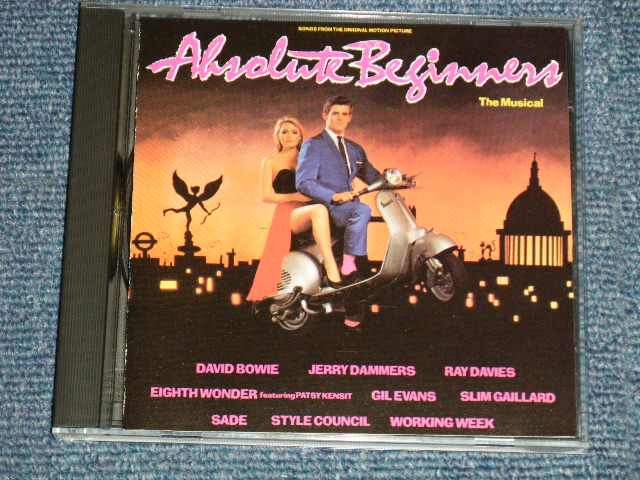 SONGS FROM THE ORIGINAL MOTION PICTURE
Absolute Beginners
The Musical
DAVID BOWIE JERRY DAMMERS RAY DAVIES
EIGHTH WONDER featuring PATSY KENSIT GIL EVANS SLIM GAILLARD
SADE STYLE COUNCIL WORKING WEEK